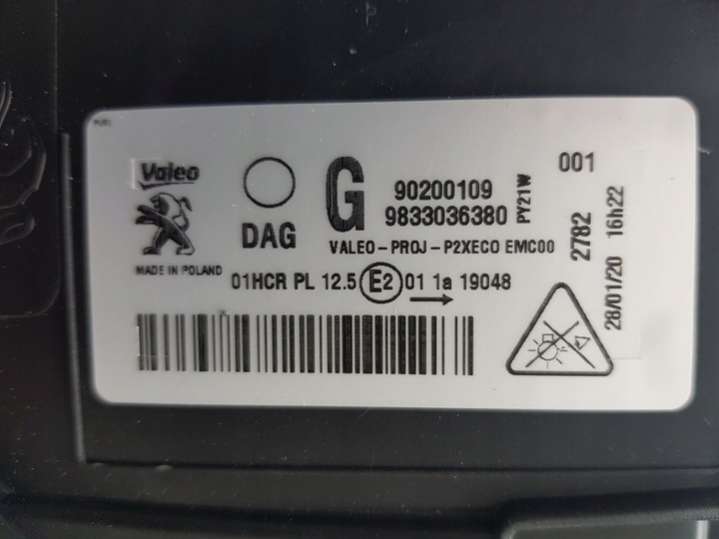 Valeo
MADE IN POLAND
DAG
G
90200109
9833036380
PY21W
VALEO-PROJ-P2XECO EMC00
01HCR PL 12.5 E2 01 1a 19048
001
2782
28/01/20 16h22